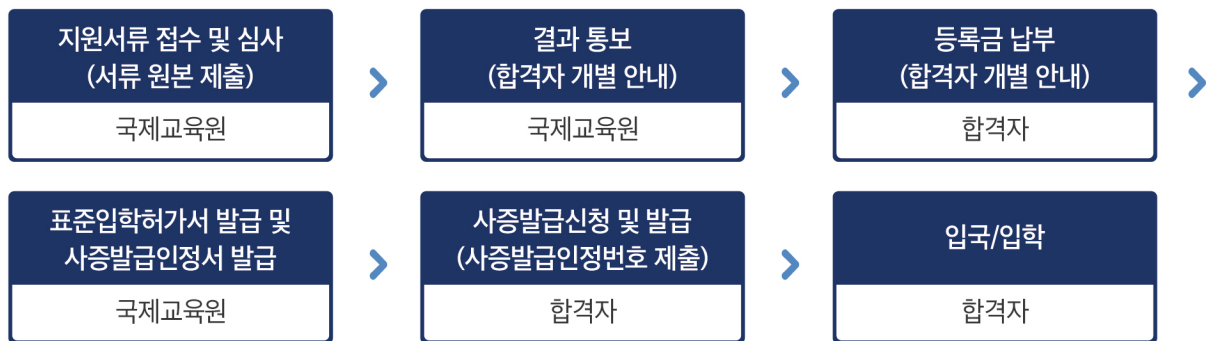 지원서류 접수 및 심사
(서류 원본 제출)
국제교육원
결과 통보
(합격자 개별 안내)
국제교육원
등록금 납부
(합격자 개별 안내)
합격자
표준입학허가서 발급 및
사증발급인정서 발급
국제교육원
사증발급신청 및 발급
(사증발급인정번호 제출)
합격자
입국/입학
합격자